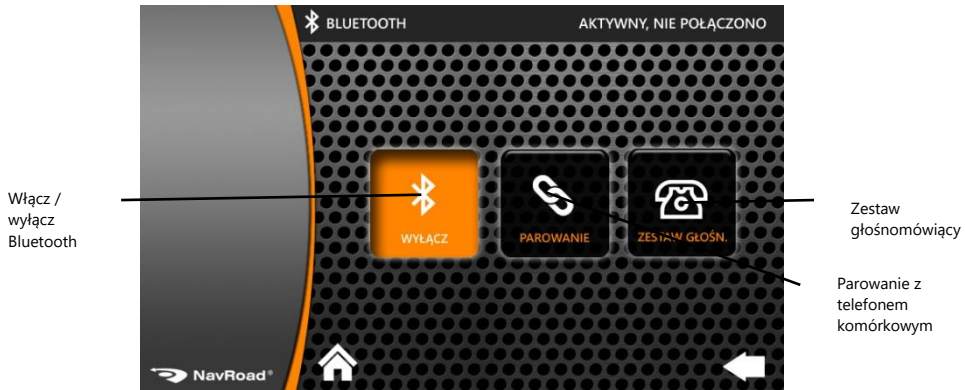 BLUETOOTH
AKTYWNY, NIE POŁĄCZONO
Włącz /
wyłącz
Bluetooth
WYŁĄCZ
PAROWANIE
ZESTAW GŁOŚN.
Zestaw
głośnomówiący
Parowanie z
telefonem
komórkowym
NavRoad®